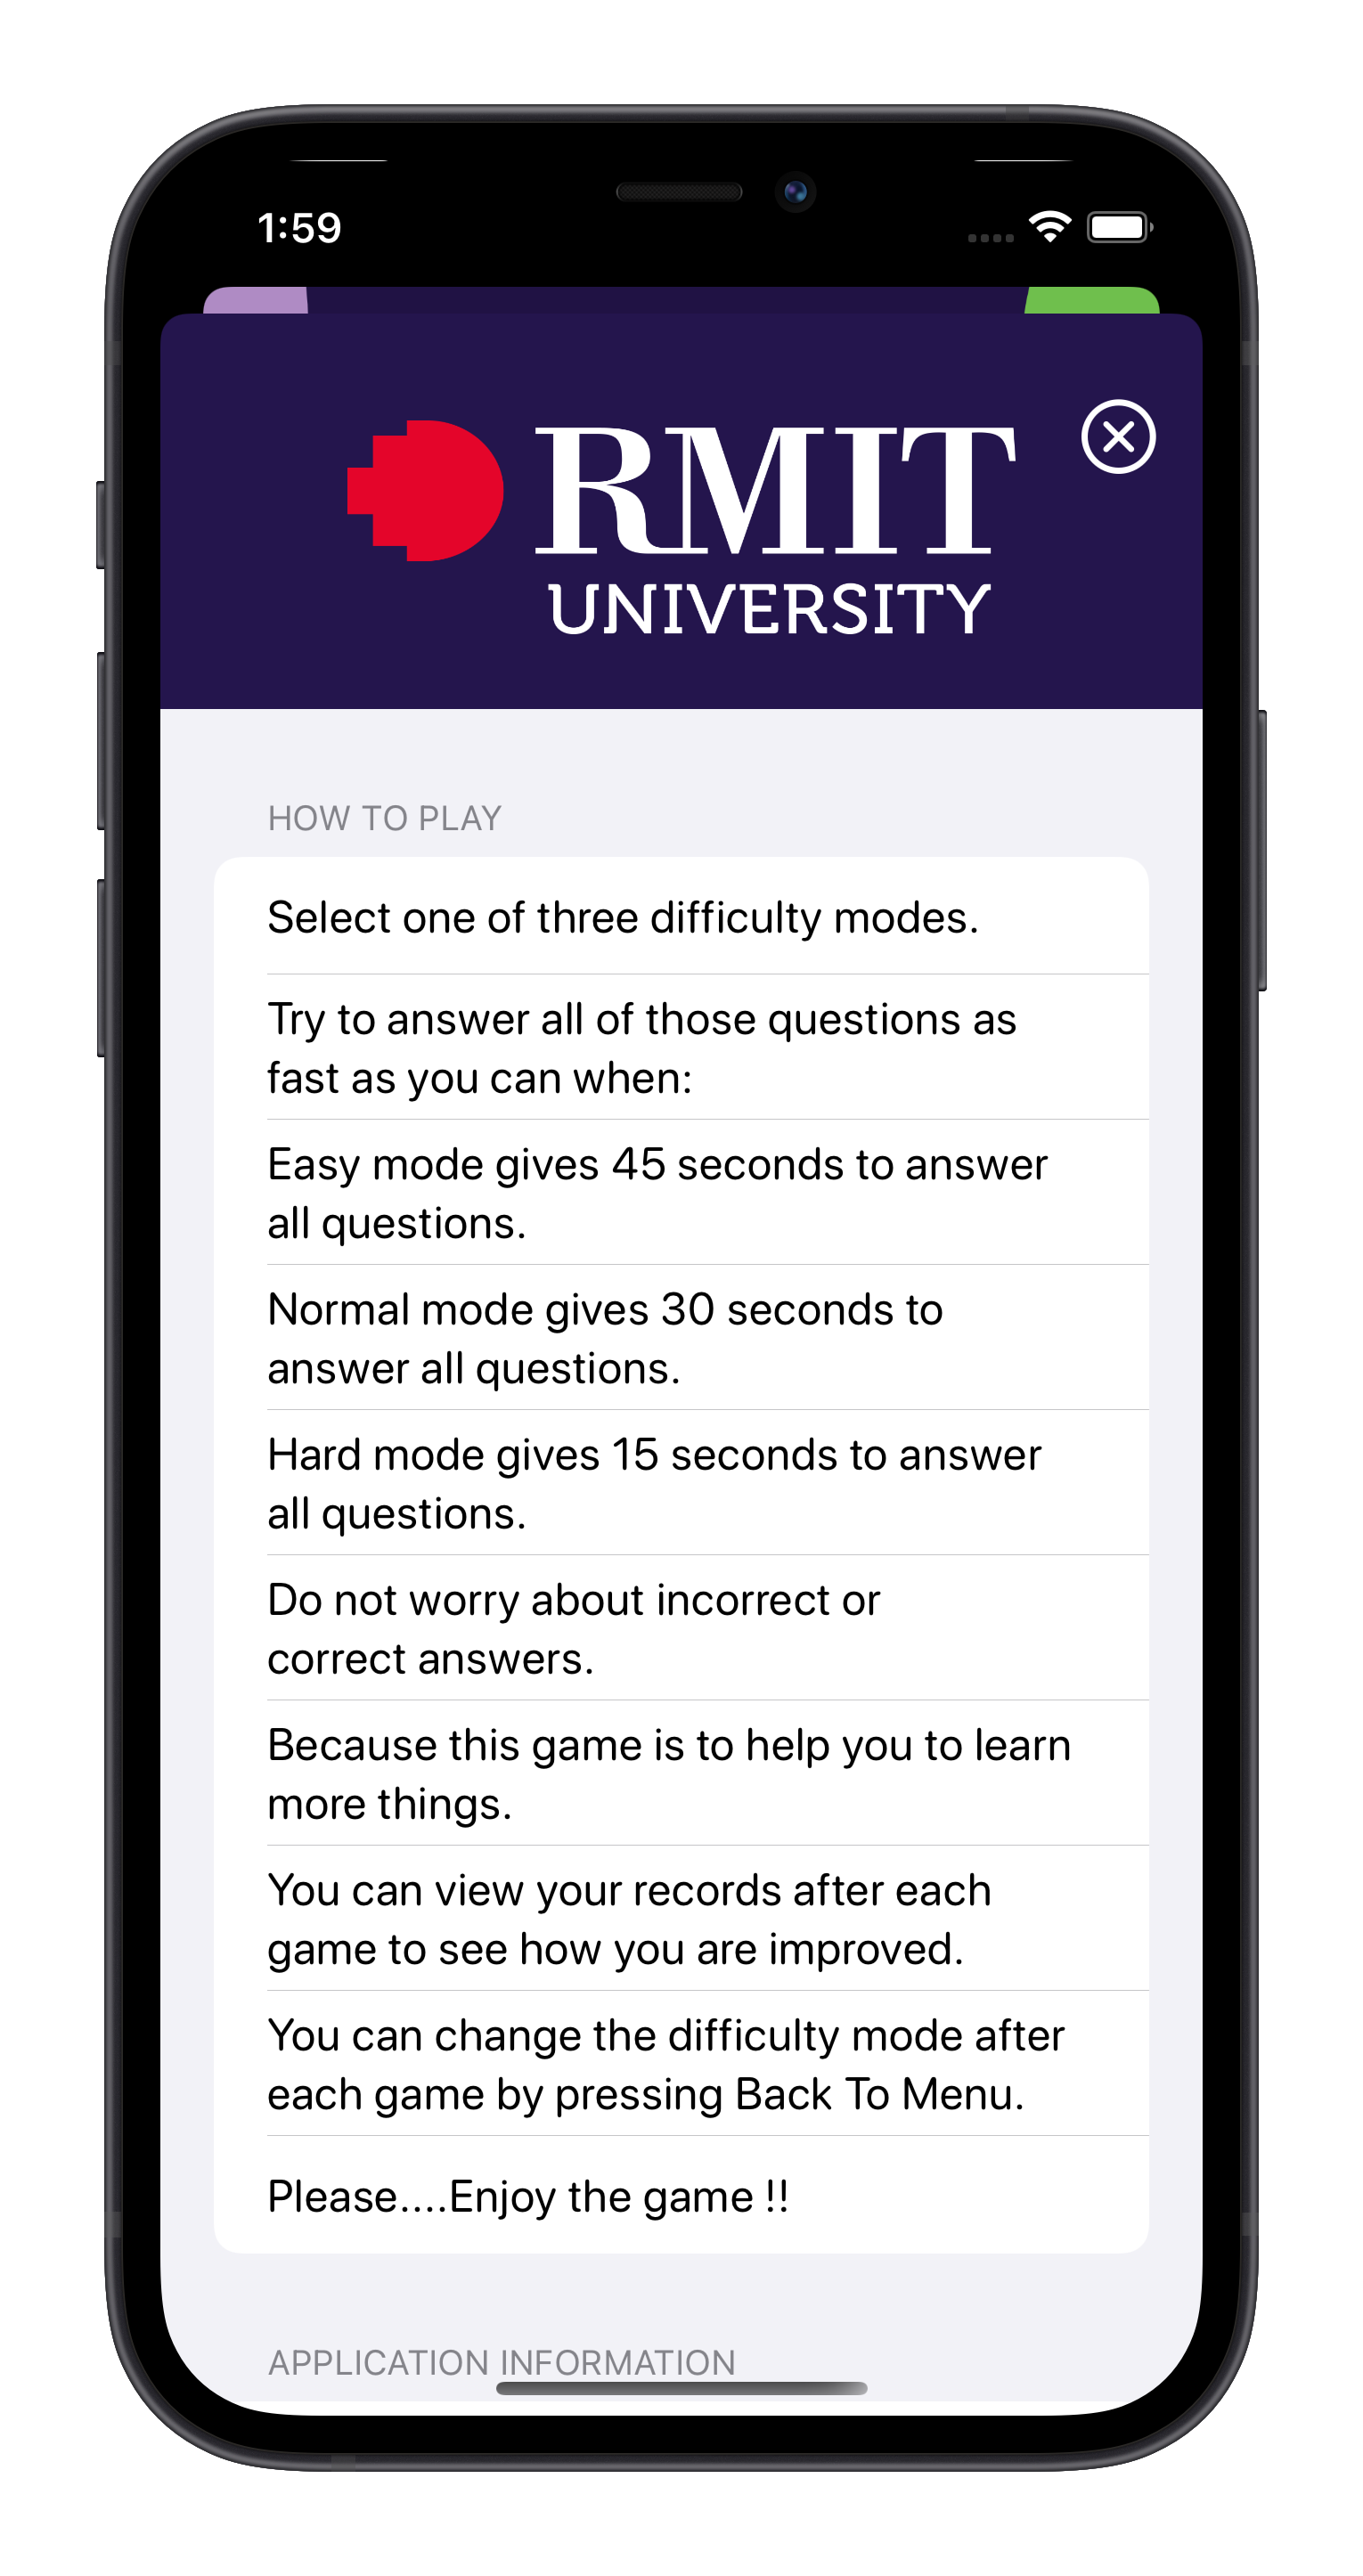 1:59
RMIT
UNIVERSITY
HOW TO PLAY
Select one of three difficulty modes.
Try to answer all of those questions as
fast as you can when:
Easy mode gives 45 seconds to answer
all questions.
Normal mode gives 30 seconds to
answer all questions.
Hard mode gives 15 seconds to answer
all questions.
Do not worry about incorrect or
correct answers.
Because this game is to help you to learn
more things.
You can view your records after each
game to see how you are improved.
You can change the difficulty mode after
each game by pressing Back To Menu.
Please....Enjoy the game !!
APPLICATION INFORMATION